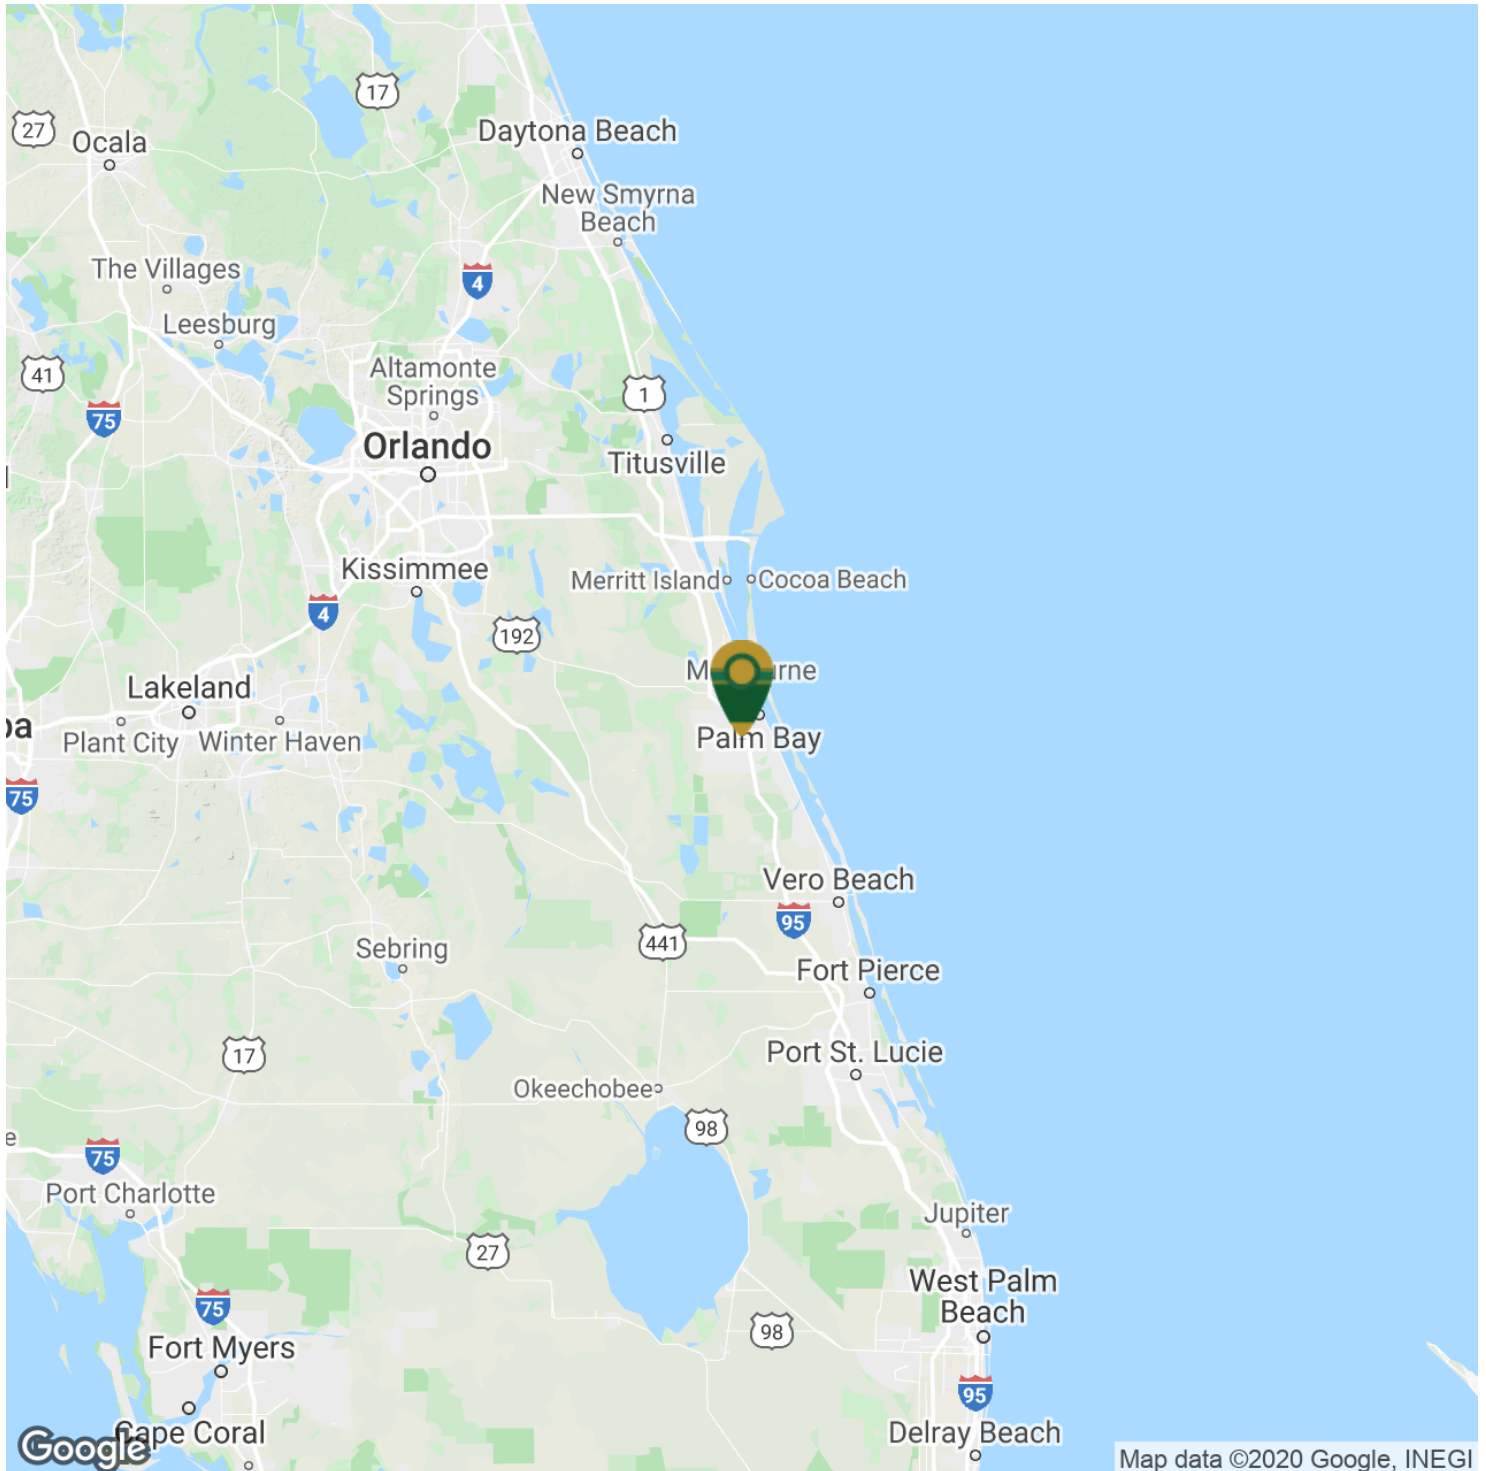 17
27
Ocala
Daytona Beach
New Smyrna
Beach
The Villages
4
Leesburg
41
Altamonte
Springs
1
75
Orlando
Titusville
Kissimmee
Merritt Island
Cocoa Beach
4
192
Lakeland
Plant City
Winter Haven
Palm Bay
75
Vero Beach
95
441
Sebring
Fort Pierce
17
Port St. Lucie
Okeechobee
98
75
Port Charlotte
Jupiter
27
West Palm
Beach
75
98
Fort Myers
95
Cape Coral
Delray Beach
Google
Map data ©2020 Google, INEGI